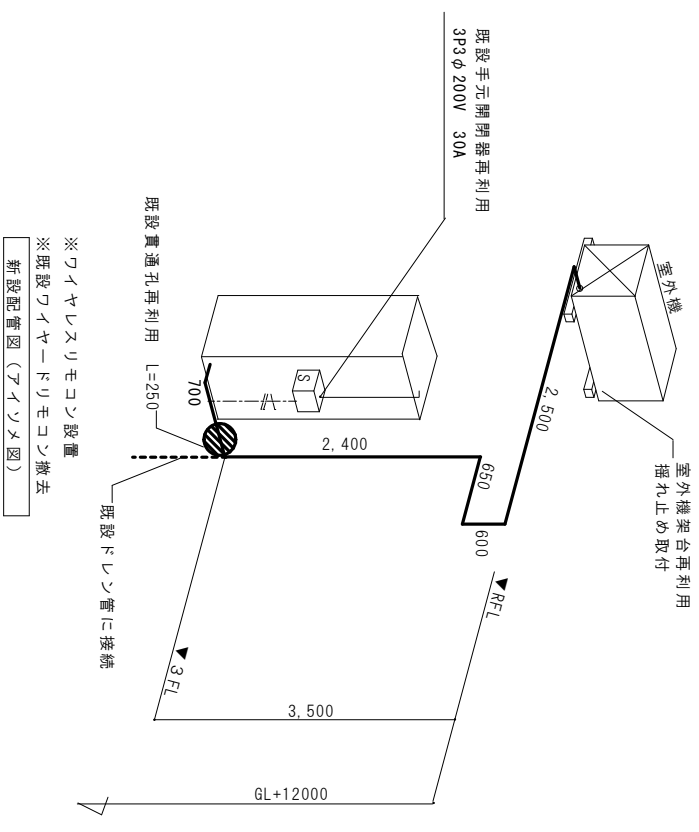 室外機
室外機架台再利用
揺れ止め取付
既設手元開閉器再利用
3P3φ200V 30A
2,500
S
2,400
650
600
700
既設貫通孔再利用 L=250
▼RFL
▼3FL
3,500
GL+12000
既設ドレン管に接続
※ワイヤレスリモコン設置
※既設ワイヤードリモコン撤去
新設配管図(アイソメ図)